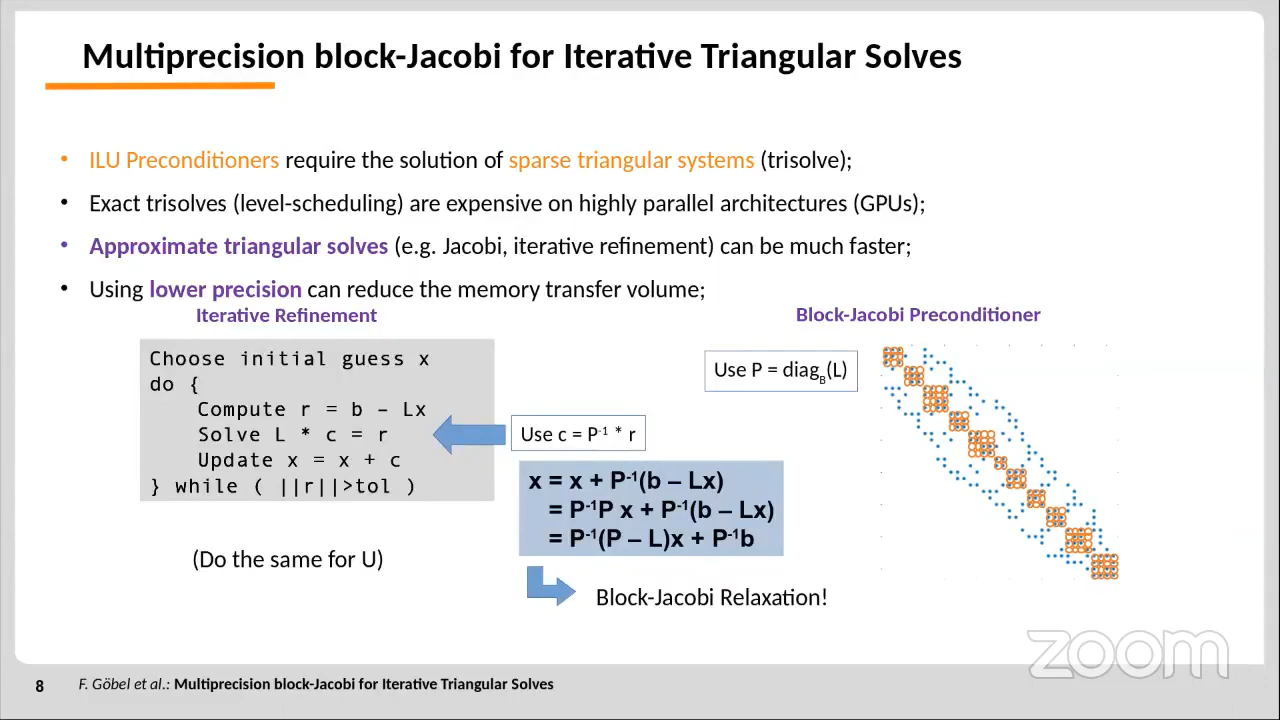 Multiprecision block-Jacobi for Iterative Triangular Solves
• ILU Preconditioners require the solution of sparse triangular systems (trisolve);
• Exact trisolves (level-scheduling) are expensive on highly parallel architectures (GPUs);
• Approximate triangular solves (e.g. Jacobi, iterative refinement) can be much faster;
• Using lower precision can reduce the memory transfer volume;
Iterative Refinement
Choose initial guess x
do {
Compute r = b – Lx
Solve L * c = r
Update x = x + c
} while ( ||r||>tol )
(Do the same for U)
Use c = P⁻¹ * r
x = x + P⁻¹(b – Lx)
= P⁻¹P x + P⁻¹(b – Lx)
= P⁻¹(P – L)x + P⁻¹b
Block-Jacobi Relaxation!
Block-Jacobi Preconditioner
Use P = diag_B(L)
zoom
8 F. Göbel et al.: Multiprecision block-Jacobi for Iterative Triangular Solves